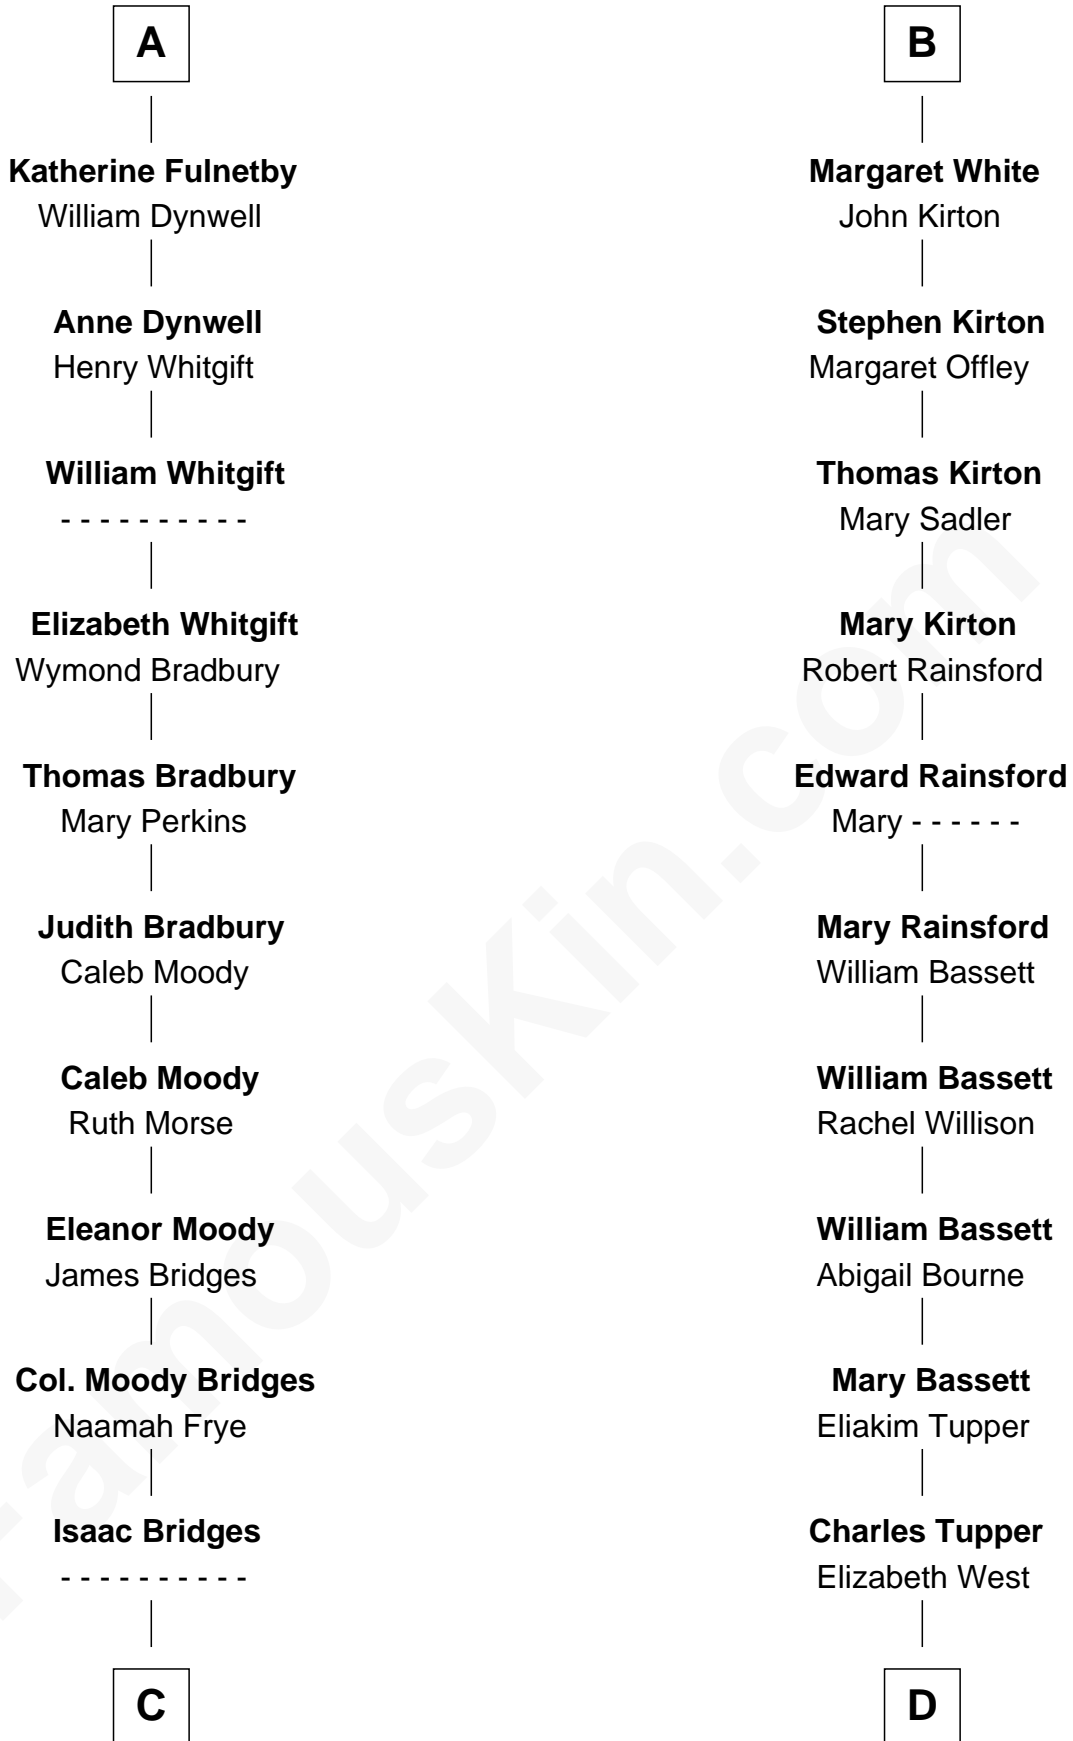 A
Katherine Fulnetby
William Dynwell
Anne Dynwell
Henry Whitgift
William Whitgift
- - - - - - - - - -
Elizabeth Whitgift
Wymond Bradbury
Thomas Bradbury
Mary Perkins
Judith Bradbury
Caleb Moody
Caleb Moody
Ruth Morse
Eleanor Moody
James Bridges
Col. Moody Bridges
Naamah Frye
Isaac Bridges
- - - - - - - - - -
C
B
Margaret White
John Kirton
Stephen Kirton
Margaret Offley
Thomas Kirton
Mary Sadler
Mary Kirton
Robert Rainsford
Edward Rainsford
Mary - - - - - -
Mary Rainsford
William Bassett
William Bassett
Rachel Willison
William Bassett
Abigail Bourne
Mary Bassett
Eliakim Tupper
Charles Tupper
Elizabeth West
D
FamousKin.com